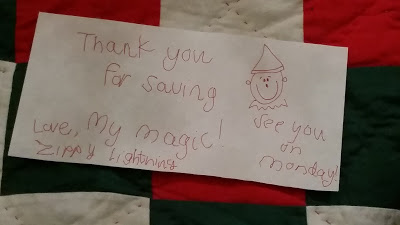 Thank you
for saving
my magic!
Love,
Zippy Lightning
See you
on
Monday!